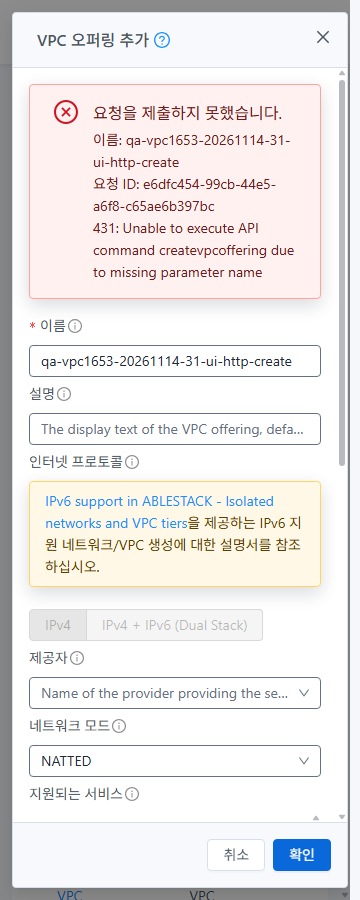 VPC 오퍼링 추가
요청을 제출하지 못했습니다.
이름: qa-vpc1653-20261114-31-
ui-http-create
요청 ID: e6dfc454-99cb-44e5-
a6f8-c65ae6b397bc
431: Unable to execute API
command createvpcoffering due
to missing parameter name
* 이름
qa-vpc1653-20261114-31-ui-http-create
설명
The display text of the VPC offering, defa...
인터넷 프로토콜
IPv6 support in ABLESTACK - Isolated
networks and VPC tiers을 제공하는 IPv6 지
원 네트워크/VPC 생성에 대한 설명서를 참조
하십시오.
IPv4 IPv4 + IPv6 (Dual Stack)
제공자
Name of the provider providing the se...
네트워크 모드
NATTED
지원되는 서비스
취소 확인
VPC VPC